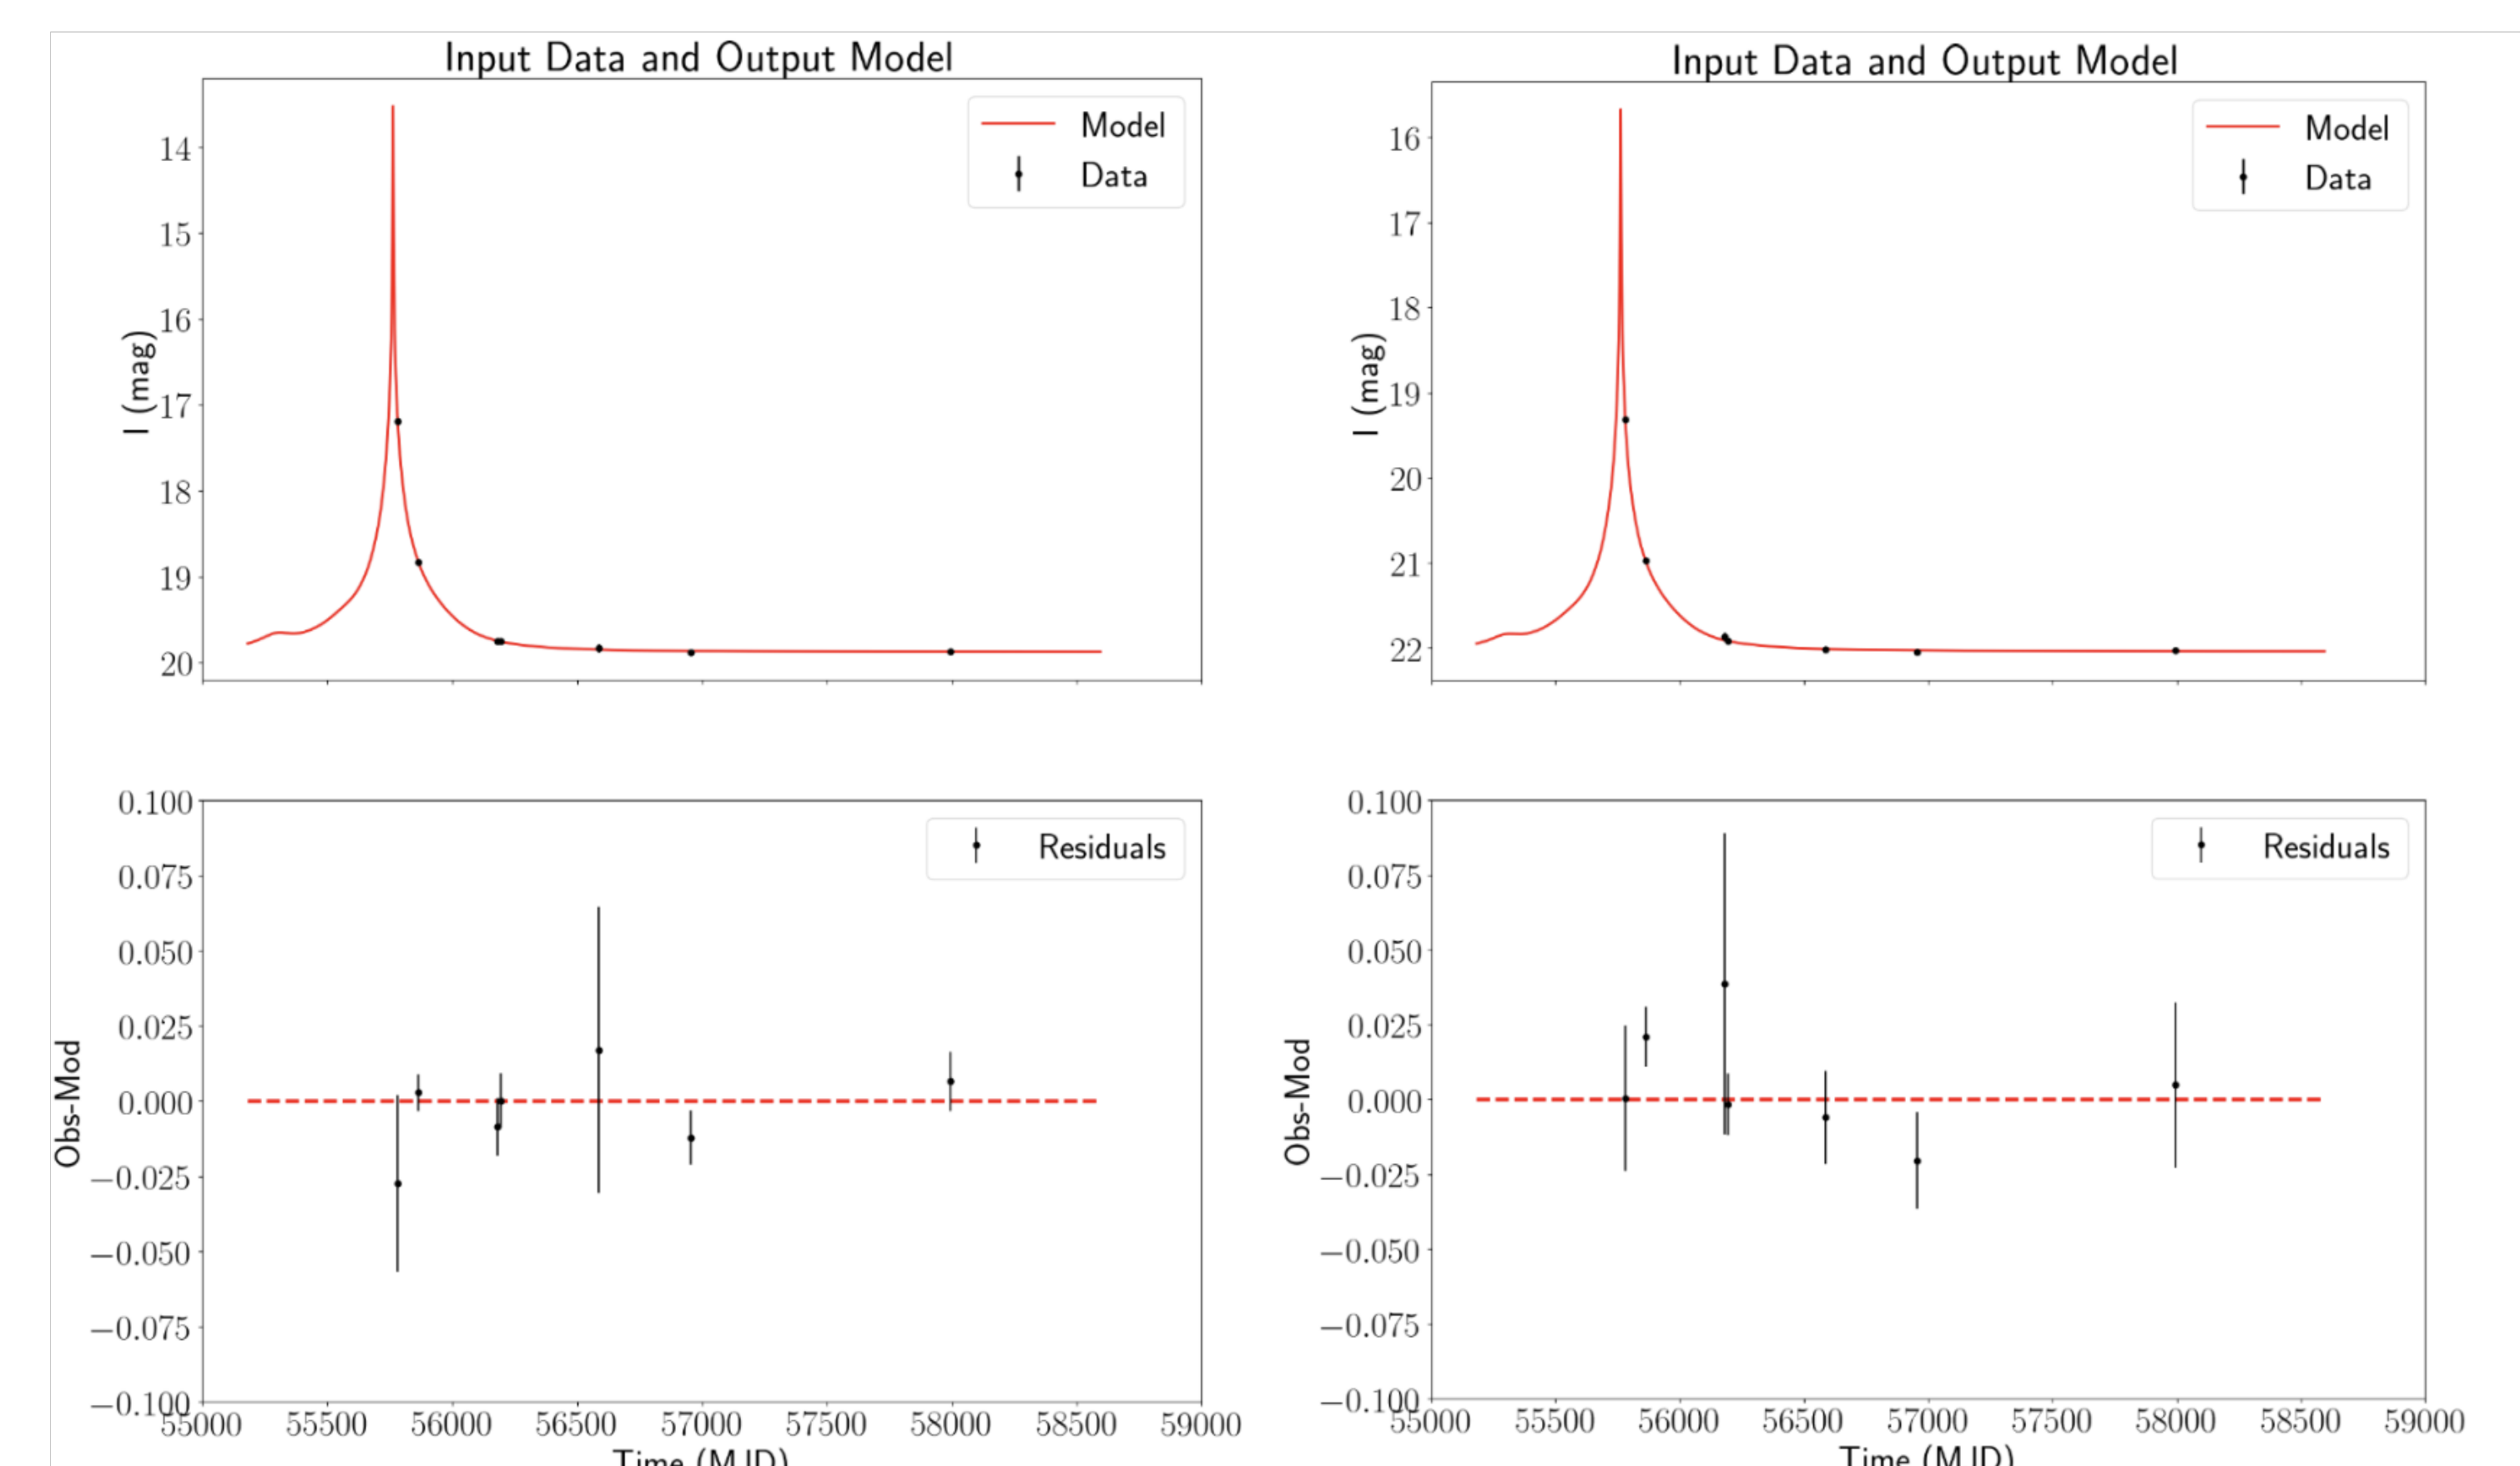 Input Data and Output Model
Model
Data
14
15
16
17
18
19
20
I (mag)
Input Data and Output Model
Model
Data
16
17
18
19
20
21
22
I (mag)
Residuals
0.100
0.075
0.050
0.025
0.000
−0.025
−0.050
−0.075
−0.100
Obs-Mod
55000 55500 56000 56500 57000 57500 58000 58500 59000
Time (MJD)
Residuals
0.100
0.075
0.050
0.025
0.000
−0.025
−0.050
−0.075
−0.100
Obs-Mod
55000 55500 56000 56500 57000 57500 58000 58500 59000
Time (MJD)